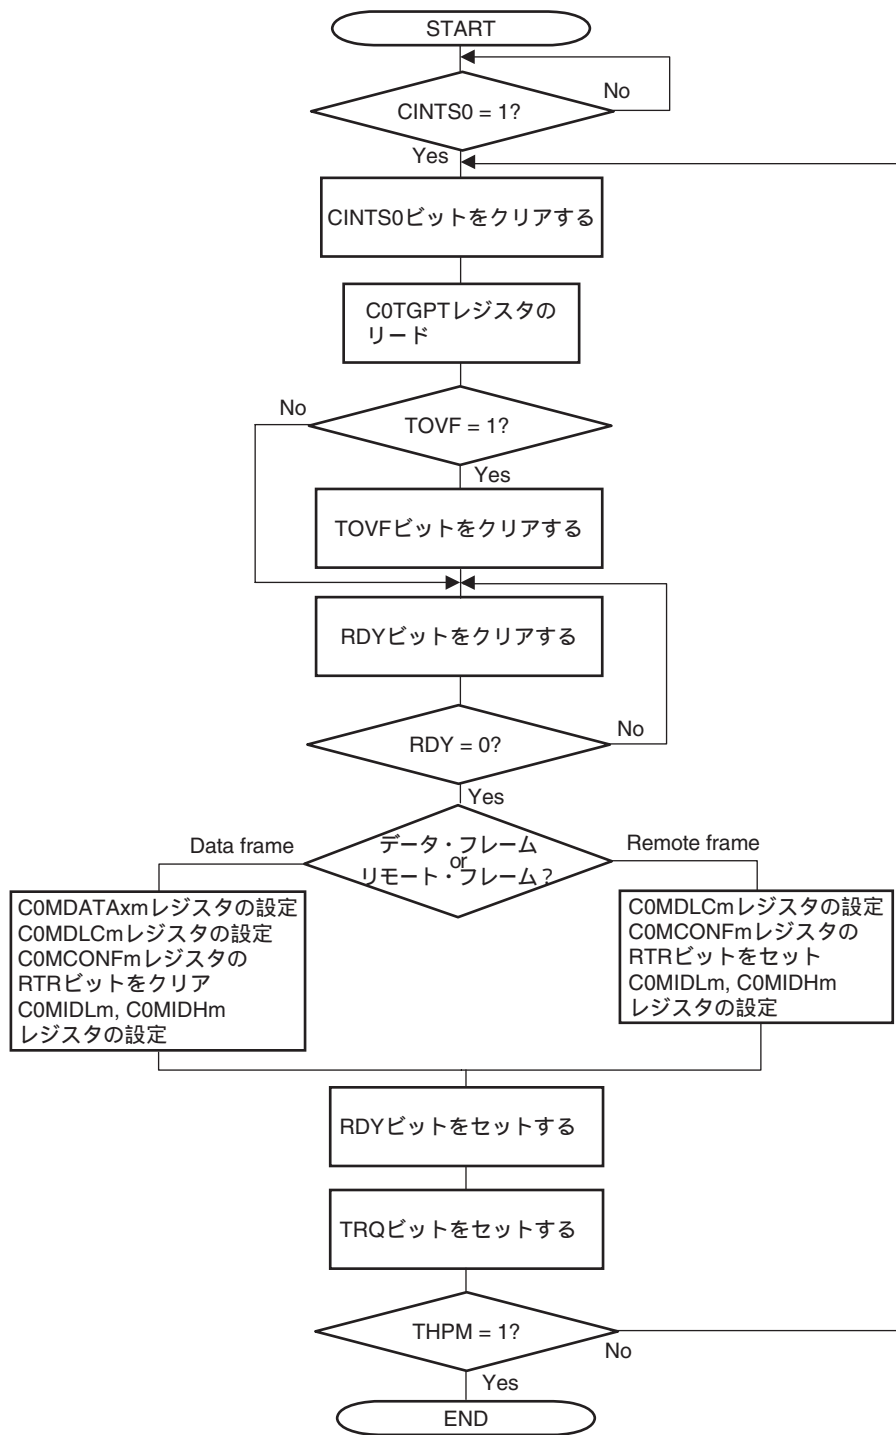 START
No
CINTS0 = 1?
Yes
CINTS0ビットをクリアする
C0TGPTレジスタの
リード
No
TOVF = 1?
Yes
TOVFビットをクリアする
RDYビットをクリアする
No
RDY = 0?
Yes
Data frame
データ・フレーム
or
リモート・フレーム?
Remote frame
C0MDATAxmレジスタの設定
C0MDLCmレジスタの設定
C0MCONFmレジスタの
RTRビットをクリア
C0MIDLm, C0MIDHm
レジスタの設定
C0MDLCmレジスタの設定
C0MCONFmレジスタの
RTRビットをセット
C0MIDLm, C0MIDHm
レジスタの設定
RDYビットをセットする
TRQビットをセットする
THPM = 1?
No
Yes
END